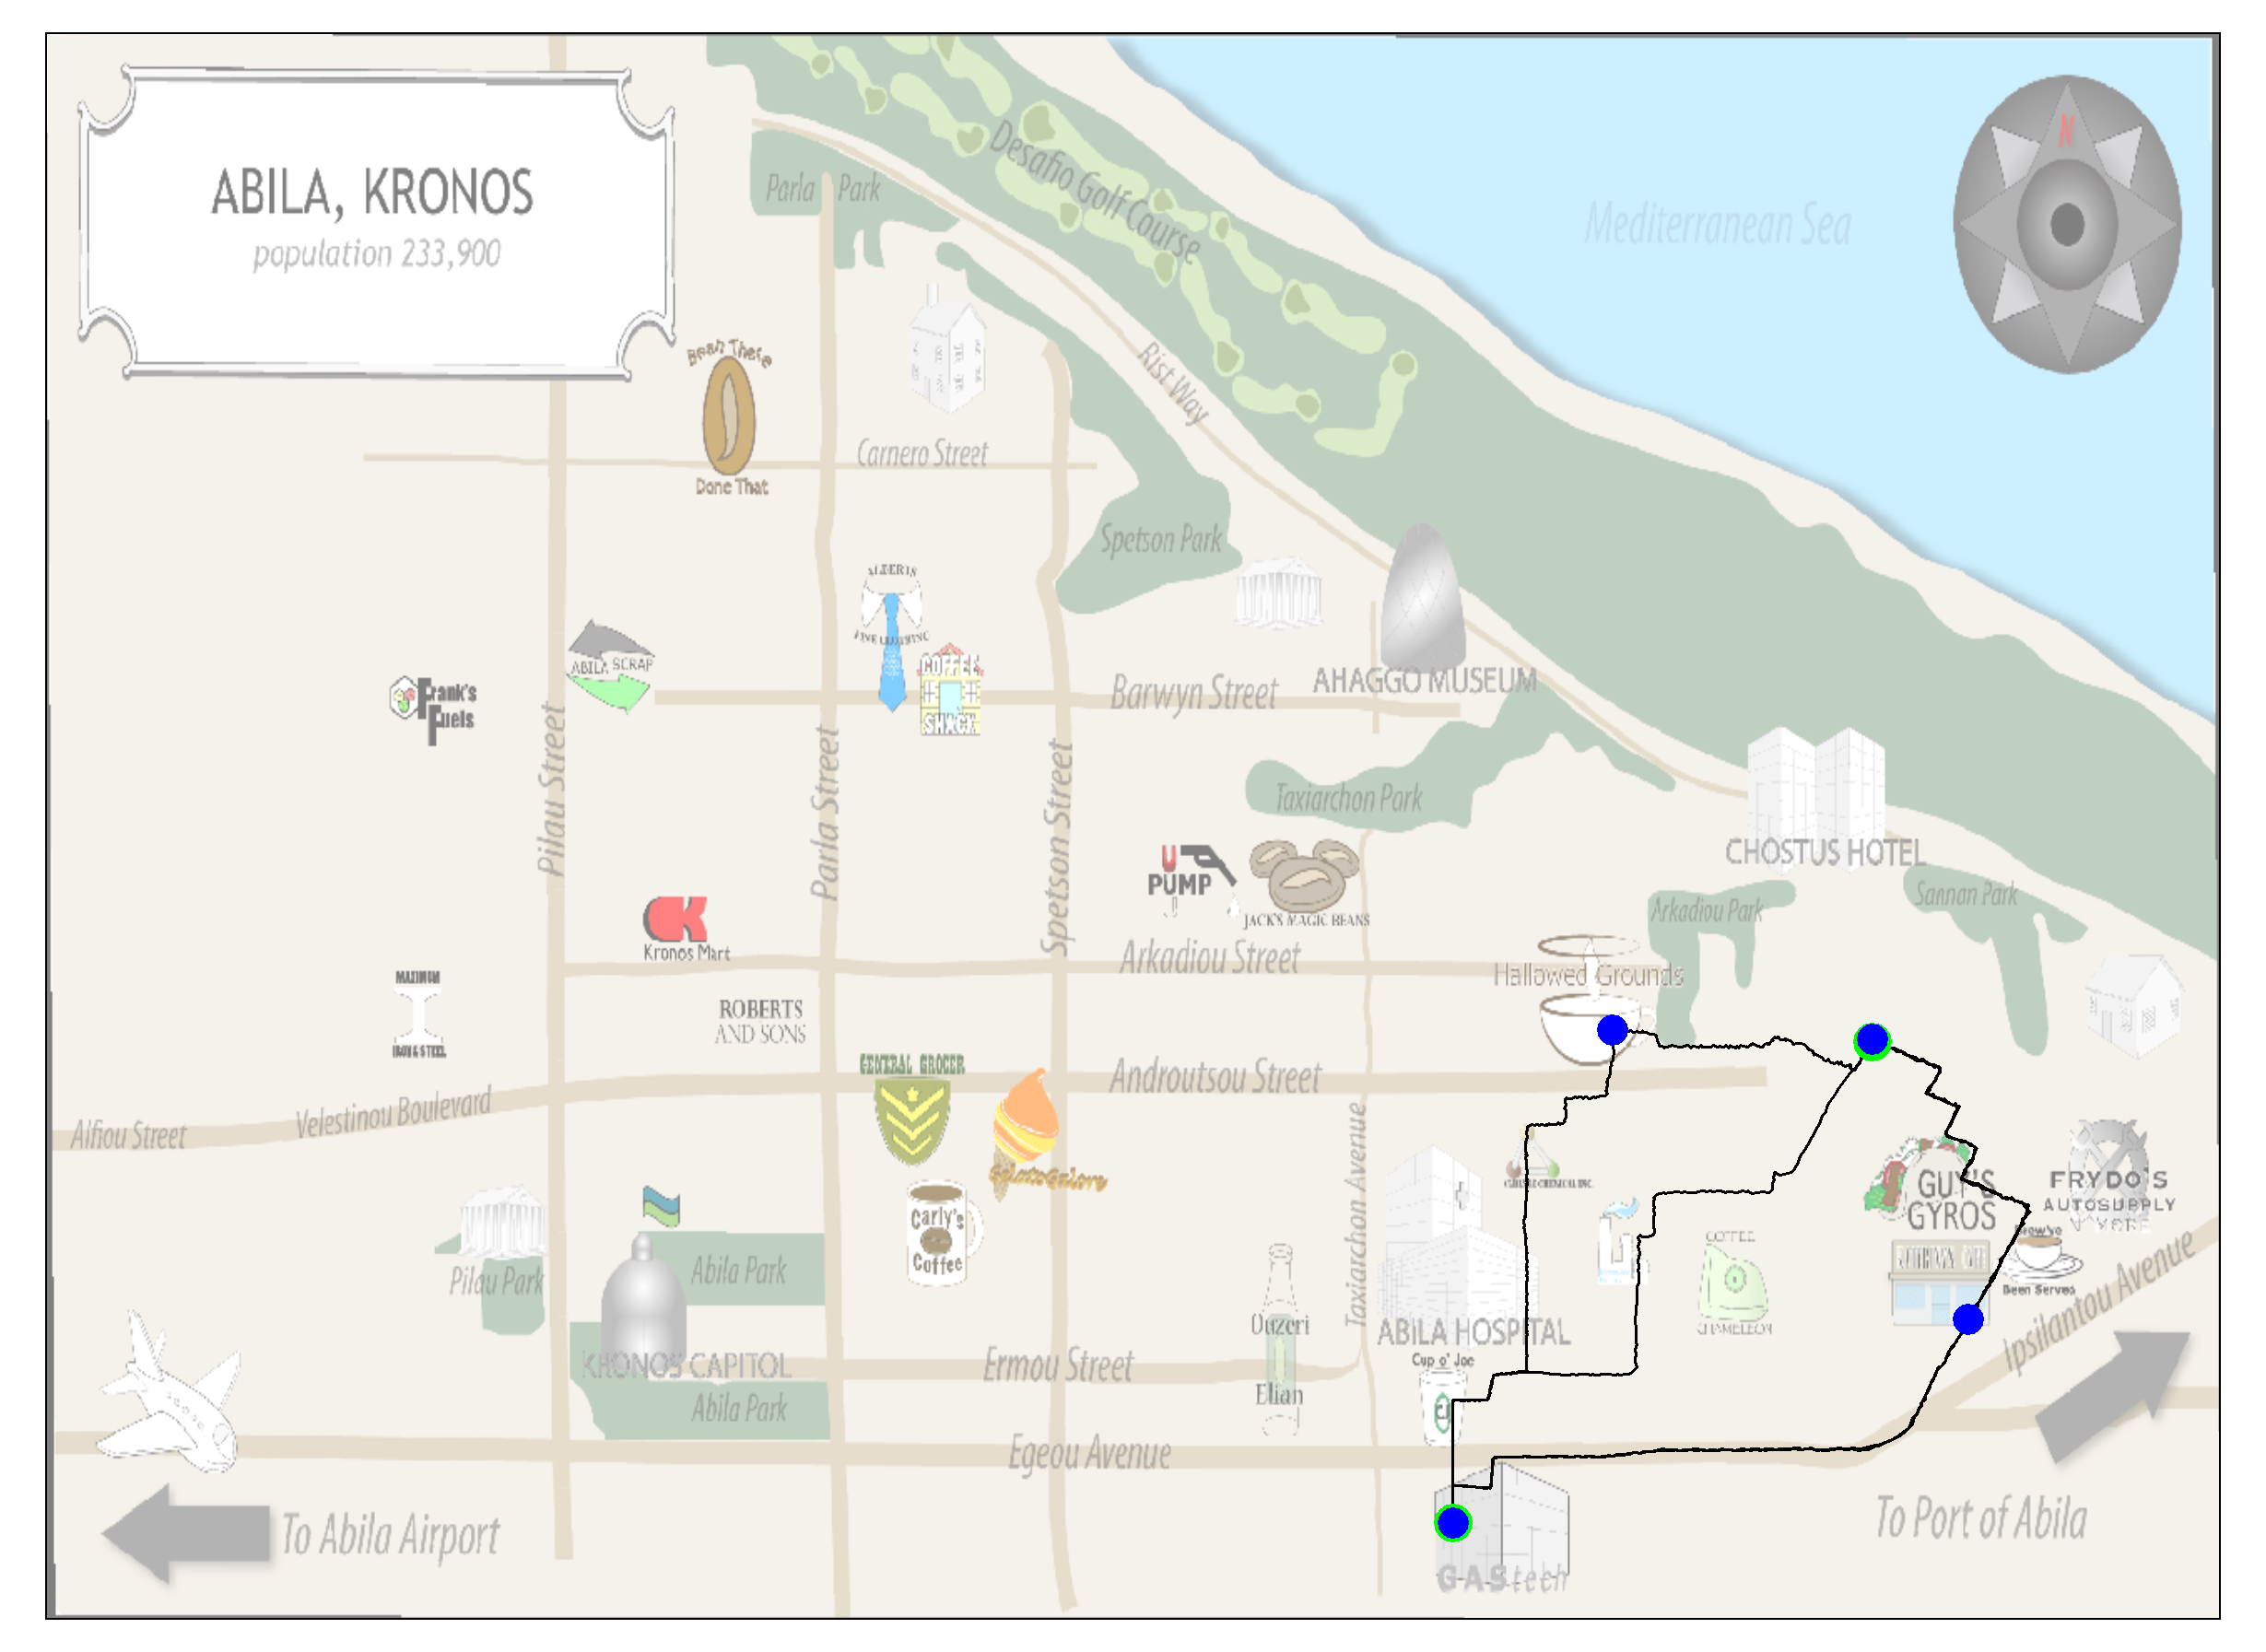 ABILA, KRONOS
population 233,900
N
Mediterranean Sea
Desafio Golf Course
Parla Park
Rist Way
Bean There
Done That
Carnero Street
Spetson Park
ALBERTS
FINE CLOTHING
COFFEE
SHACK
ABILA SCRAP
Frank's
Fuels
Barwyn Street
AHAGGO MUSEUM
Pilau Street
Parla Street
Spetson Street
Taxiarchon Park
CHOSTUS HOTEL
U
PUMP
JACK'S MAGIC BEANS
Arkadiou Park
Sannan Park
Kronos Mart
Arkadiou Street
Hallowed Grounds
MAXIMUM
IRON & STEEL
ROBERTS
AND SONS
GENERAL GROCER
Androutsou Street
Alfiou Street
Velestinou Boulevard
GelatoGalore
Taxiarchon Avenue
CARLYLE CHEMICAL INC.
GUY'S
GYROS
FRYDO'S
AUTOSUPPLY
N' MORE
Carly's
Coffee
Brew've
Been Served
COFFEE
CHAMELEON
KATERINA'S CAFE
Pilau Park
Abila Park
Ouzeri
Elian
ABILA HOSPITAL
Cup o' Joe
Ipsilantou Avenue
KRONOS CAPITOL
Ermou Street
Abila Park
Egeou Avenue
To Abila Airport
GAStech
To Port of Abila